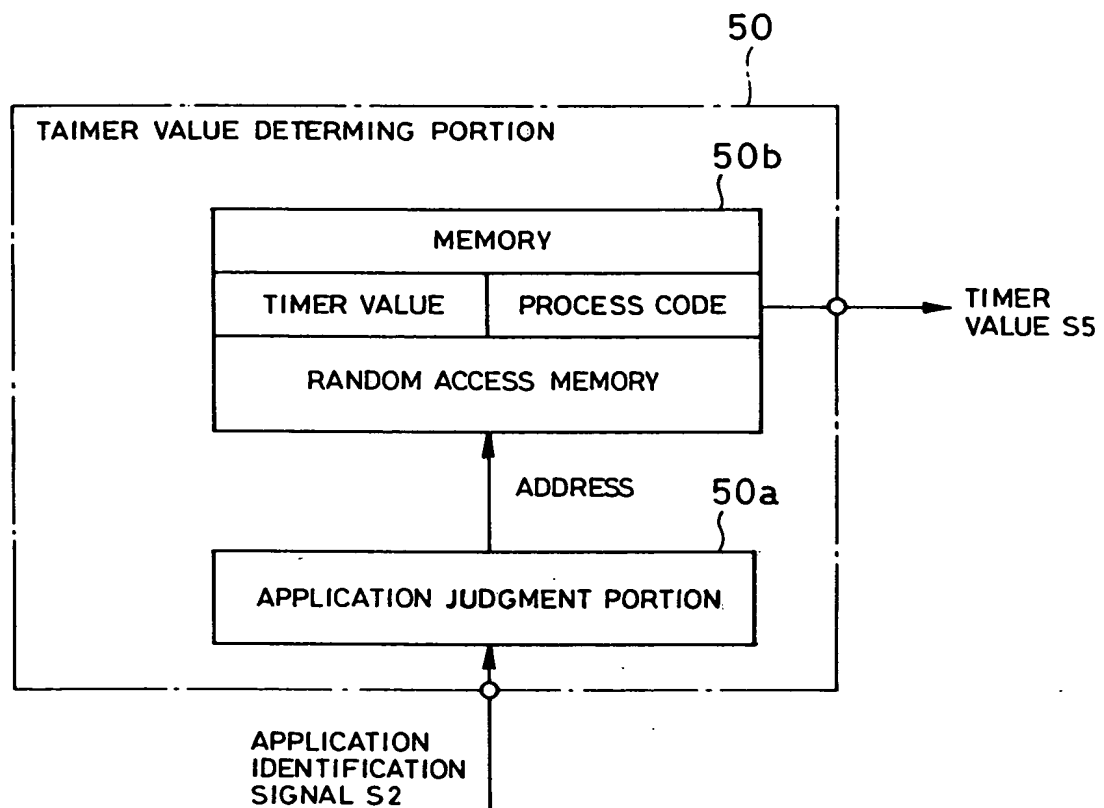 50
TAIMER VALUE DETERMING PORTION
50b
MEMORY
TIMER VALUE
PROCESS CODE
TIMER
VALUE S5
RANDOM ACCESS MEMORY
ADDRESS
50a
APPLICATION JUDGMENT PORTION
APPLICATION
IDENTIFICATION
SIGNAL S2